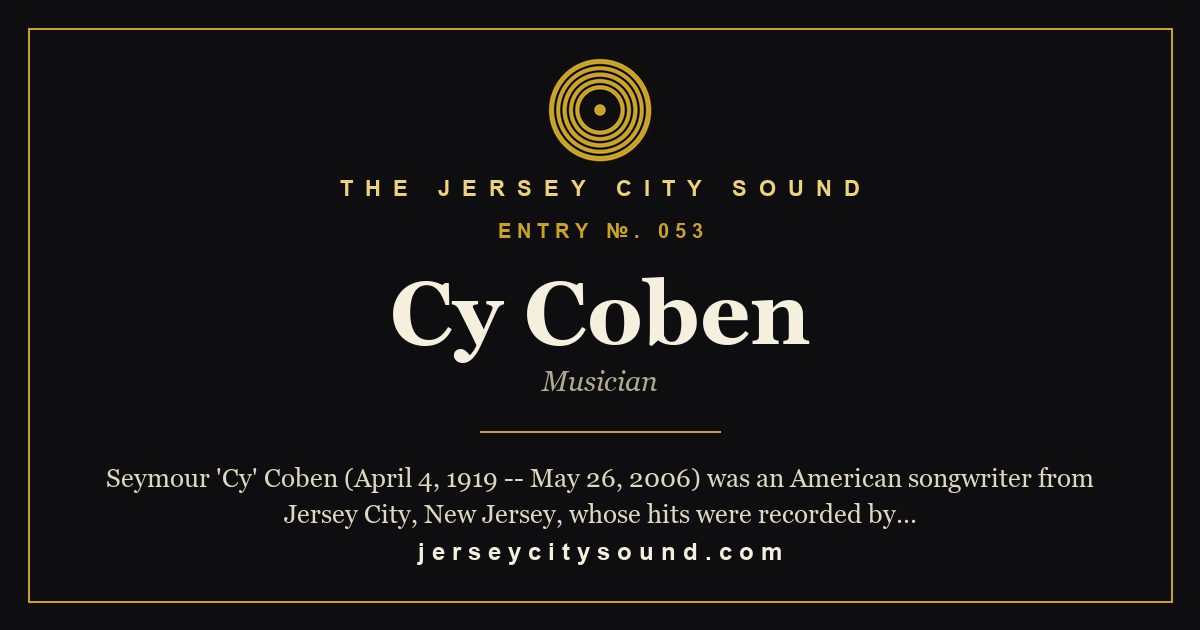 THE JERSEY CITY SOUND
ENTRY №. 053
Cy Coben
Musician
Seymour 'Cy' Coben (April 4, 1919 -- May 26, 2006) was an American songwriter from
Jersey City, New Jersey, whose hits were recorded by...
jerseycitysound.com